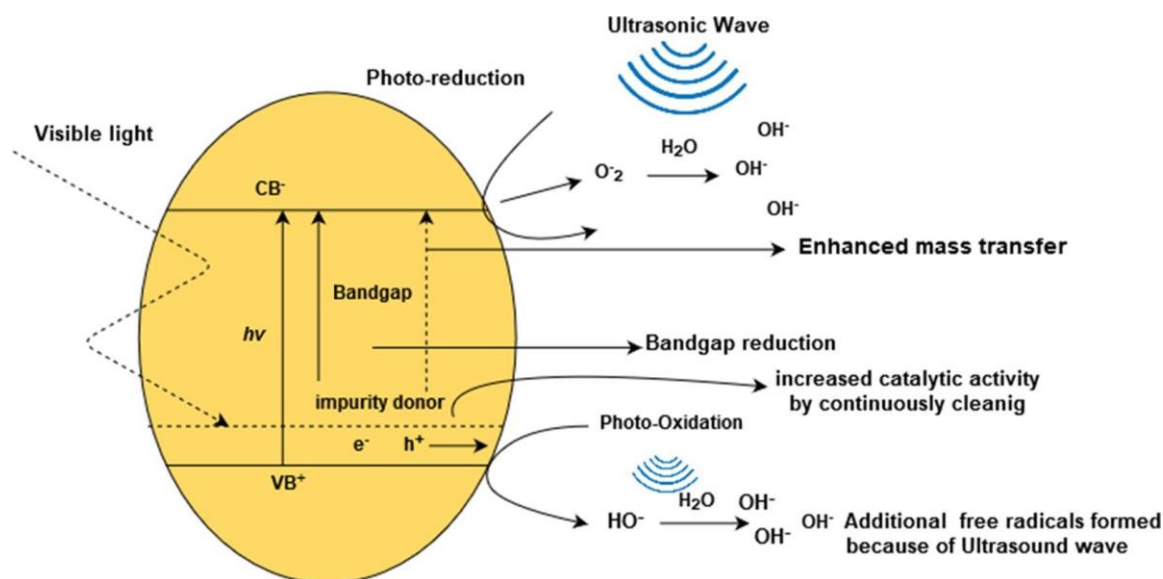 Ultrasonic Wave
Photo-reduction
Visible light
OH-
H2O
O-2
OH-
CB-
OH-
Enhanced mass transfer
Bandgap
hv
Bandgap reduction
increased catalytic activity
by continuously cleanig
impurity donor
Photo-Oxidation
e- h+
VB+
H2O
HO-
OH-
OH-
OH- Additional free radicals formed
because of Ultrasound wave